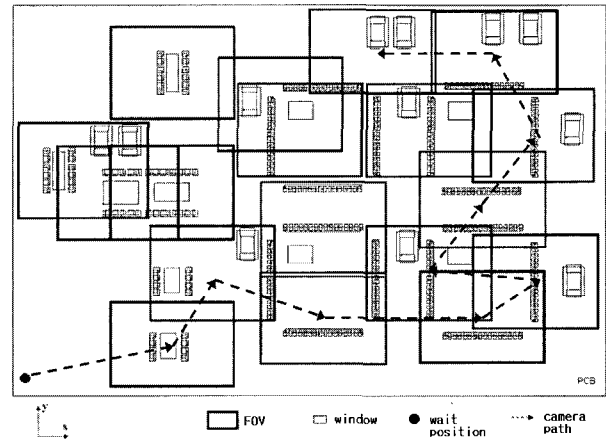 PCB
y
x
FOV
window
wait
position
camera
path